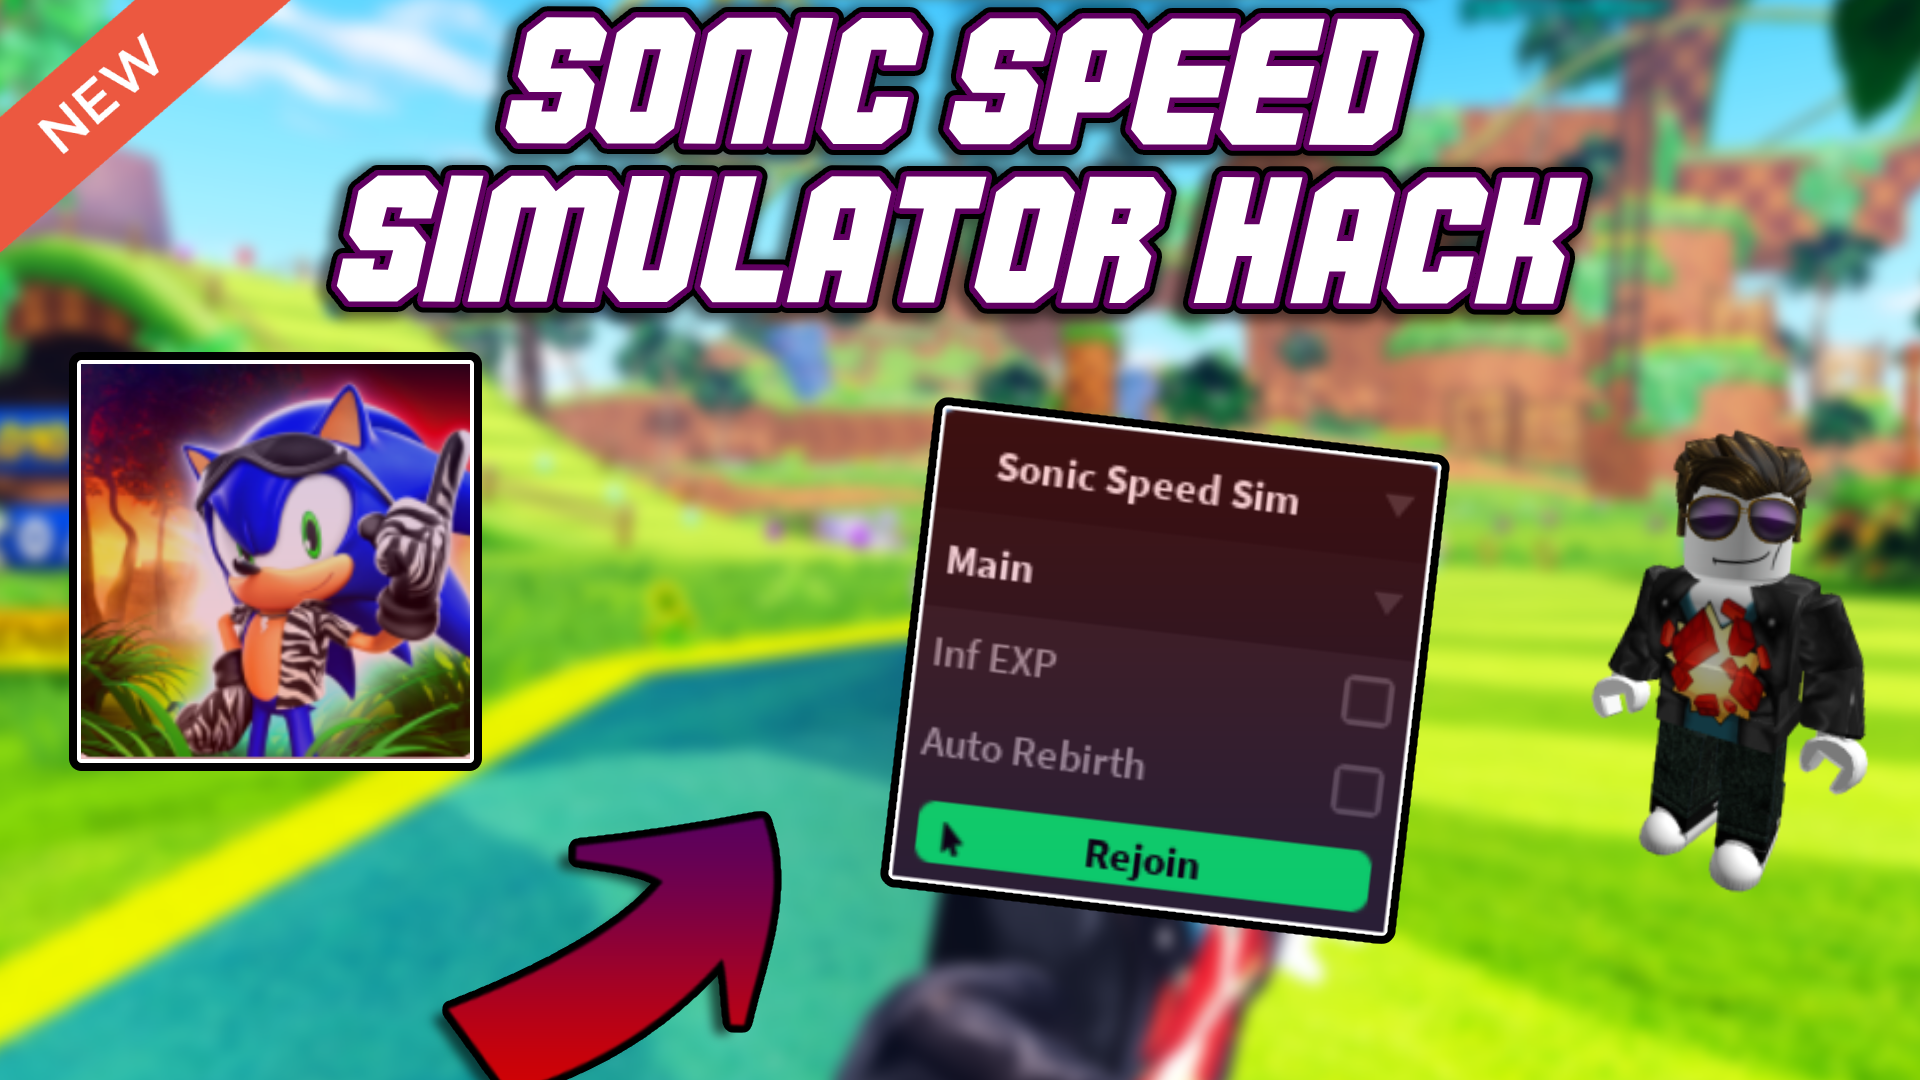 NEW
SONIC SPEED
SIMULATOR HACK
Sonic Speed Sim
Main
Inf EXP
Auto Rebirth
Rejoin